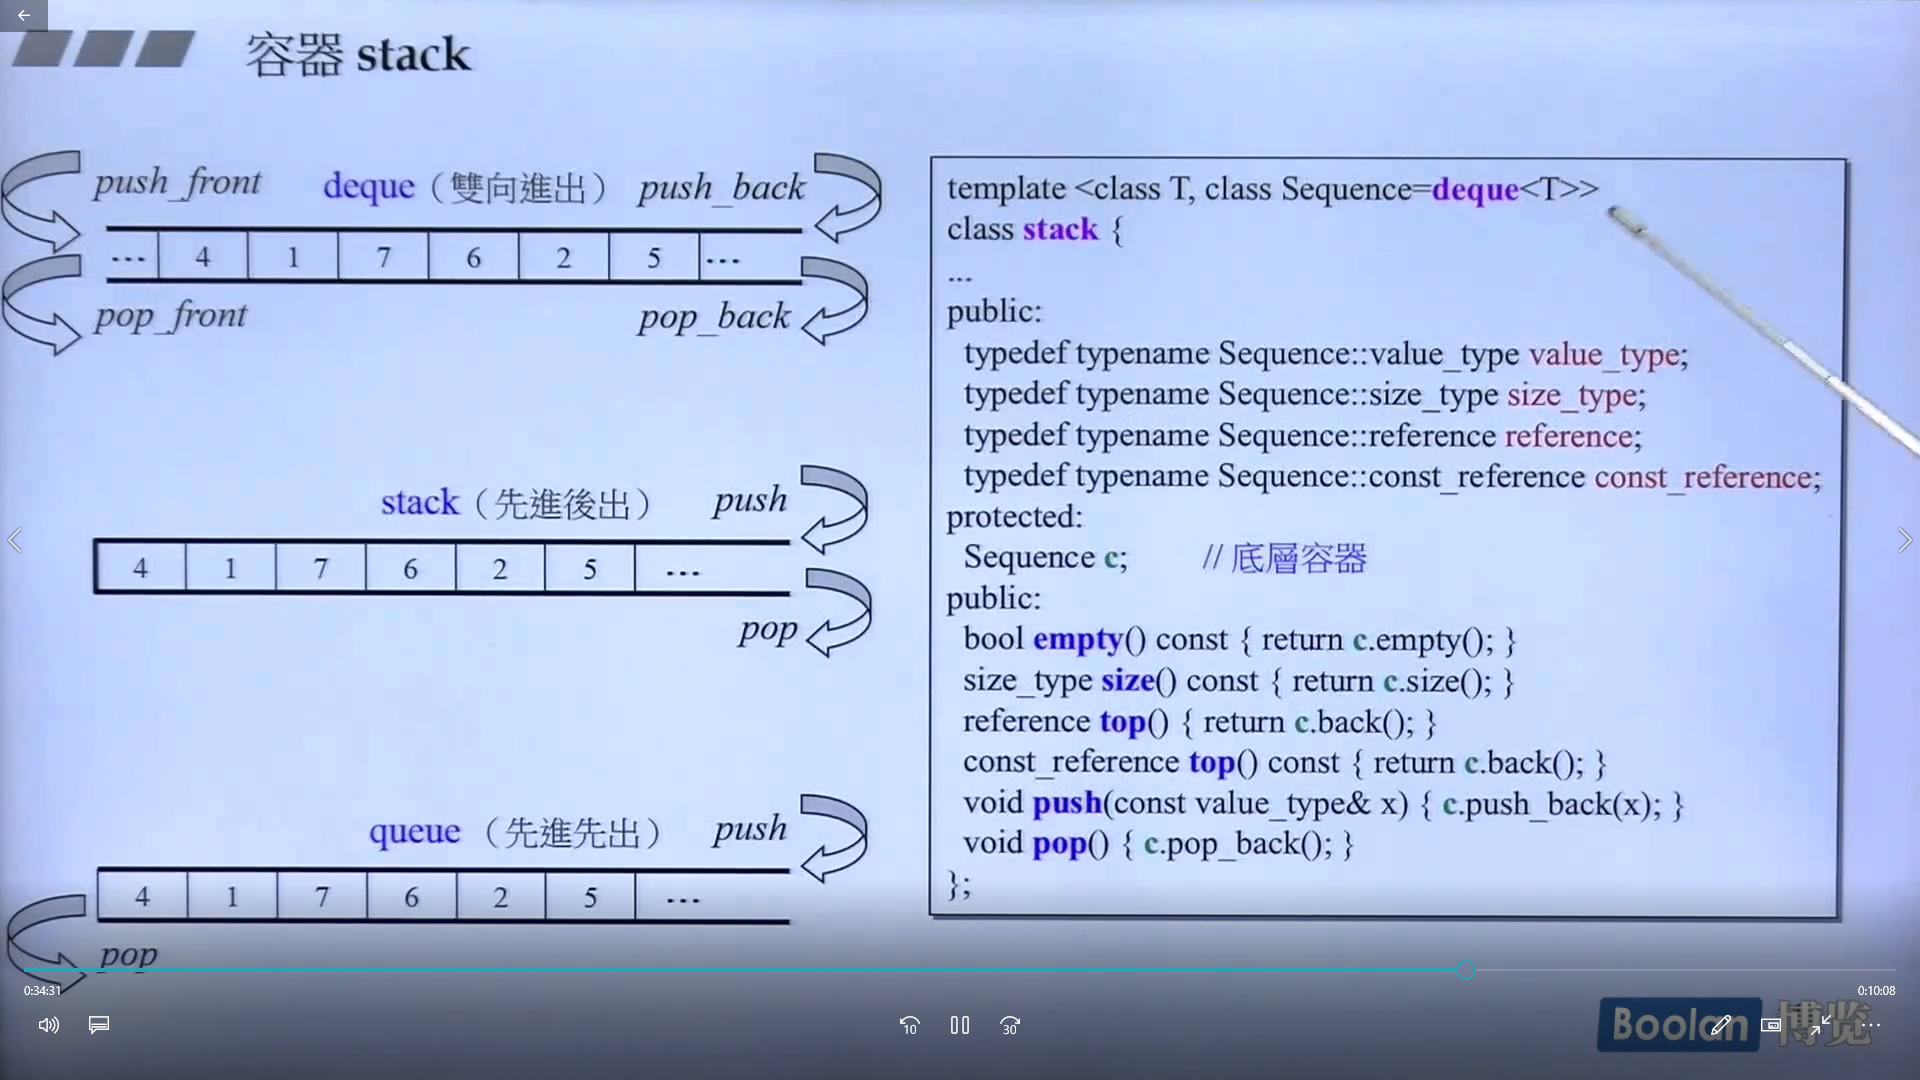 容器 stack
push_front deque（雙向進出） push_back
… 4 1 7 6 2 5 …
pop_front pop_back
stack（先進後出） push
4 1 7 6 2 5 …
pop
queue （先進先出） push
4 1 7 6 2 5 …
pop
template <class T, class Sequence=deque<T>>
class stack {
...
public:
typedef typename Sequence::value_type value_type;
typedef typename Sequence::size_type size_type;
typedef typename Sequence::reference reference;
typedef typename Sequence::const_reference const_reference;
protected:
Sequence c; // 底層容器
public:
bool empty() const { return c.empty(); }
size_type size() const { return c.size(); }
reference top() { return c.back(); }
const_reference top() const { return c.back(); }
void push(const value_type& x) { c.push_back(x); }
void pop() { c.pop_back(); }
};
0:34:31 0:10:08
10 30
Boolan 博览